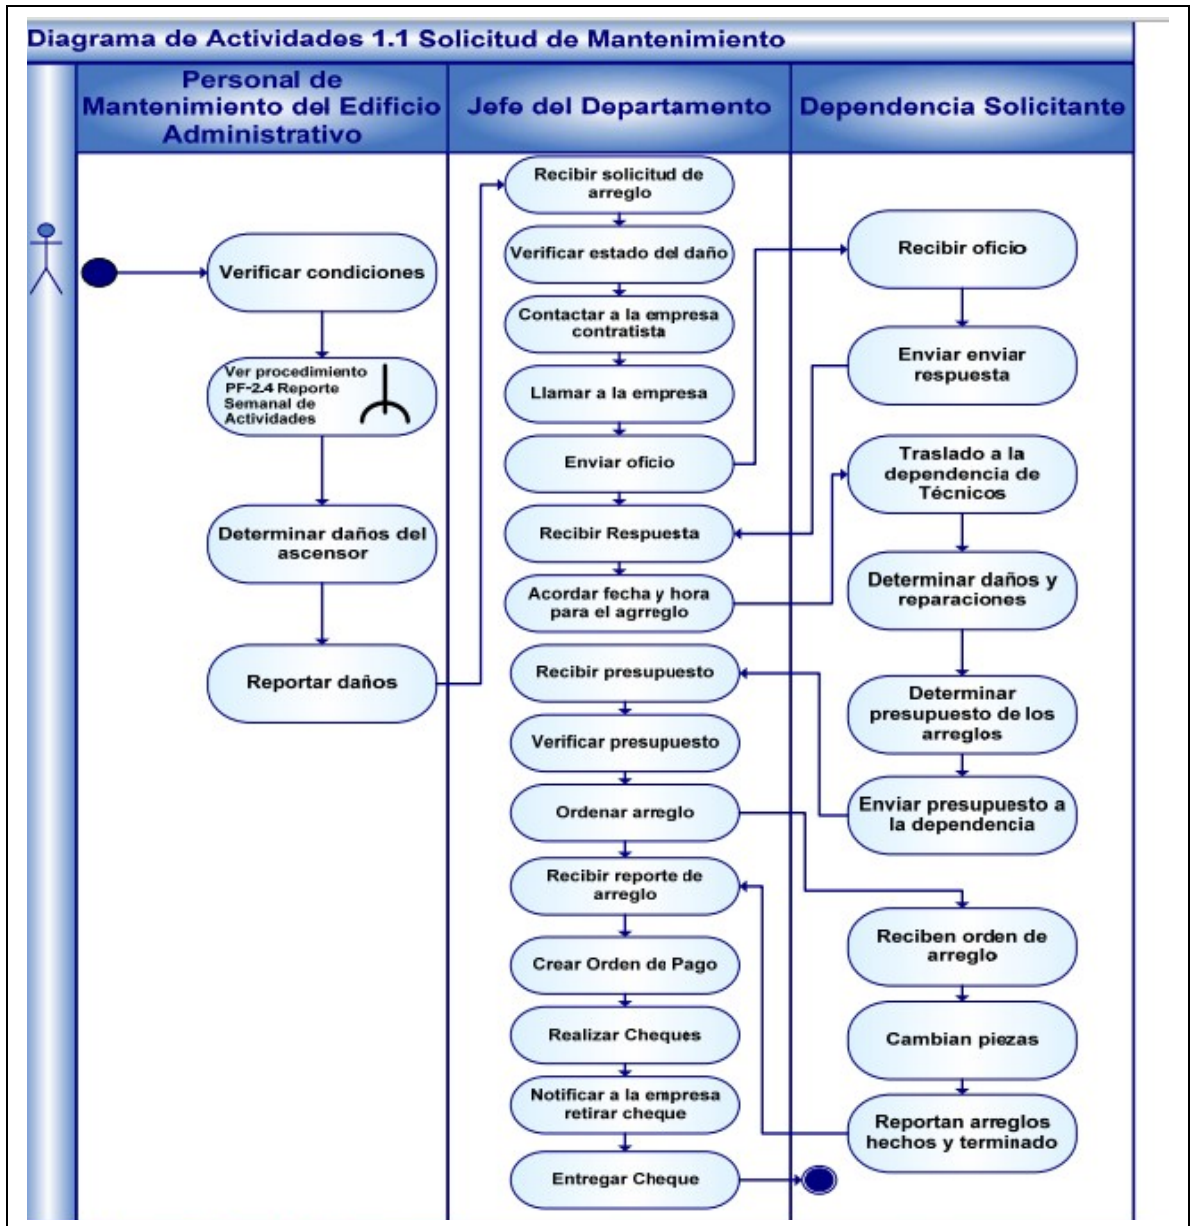 Diagrama de Actividades 1.1 Solicitud de Mantenimiento
Personal de
Mantenimiento del Edificio
Administrativo
Jefe del Departamento
Dependencia Solicitante
Verificar condiciones
Ver procedimiento
PF-2.4 Reporte
Semanal de
Actividades
Determinar daños del
ascensor
Reportar daños
Recibir solicitud de
arreglo
Verificar estado del daño
Contactar a la empresa
contratista
Llamar a la empresa
Enviar oficio
Recibir Respuesta
Acordar fecha y hora
para el agrreglo
Recibir presupuesto
Verificar presupuesto
Ordenar arreglo
Recibir reporte de
arreglo
Crear Orden de Pago
Realizar Cheques
Notificar a la empresa
retirar cheque
Entregar Cheque
Recibir oficio
Enviar enviar
respuesta
Traslado a la
dependencia de
Técnicos
Determinar daños y
reparaciones
Determinar
presupuesto de los
arreglos
Enviar presupuesto a
la dependencia
Reciben orden de
arreglo
Cambian piezas
Reportan arreglos
hechos y terminado